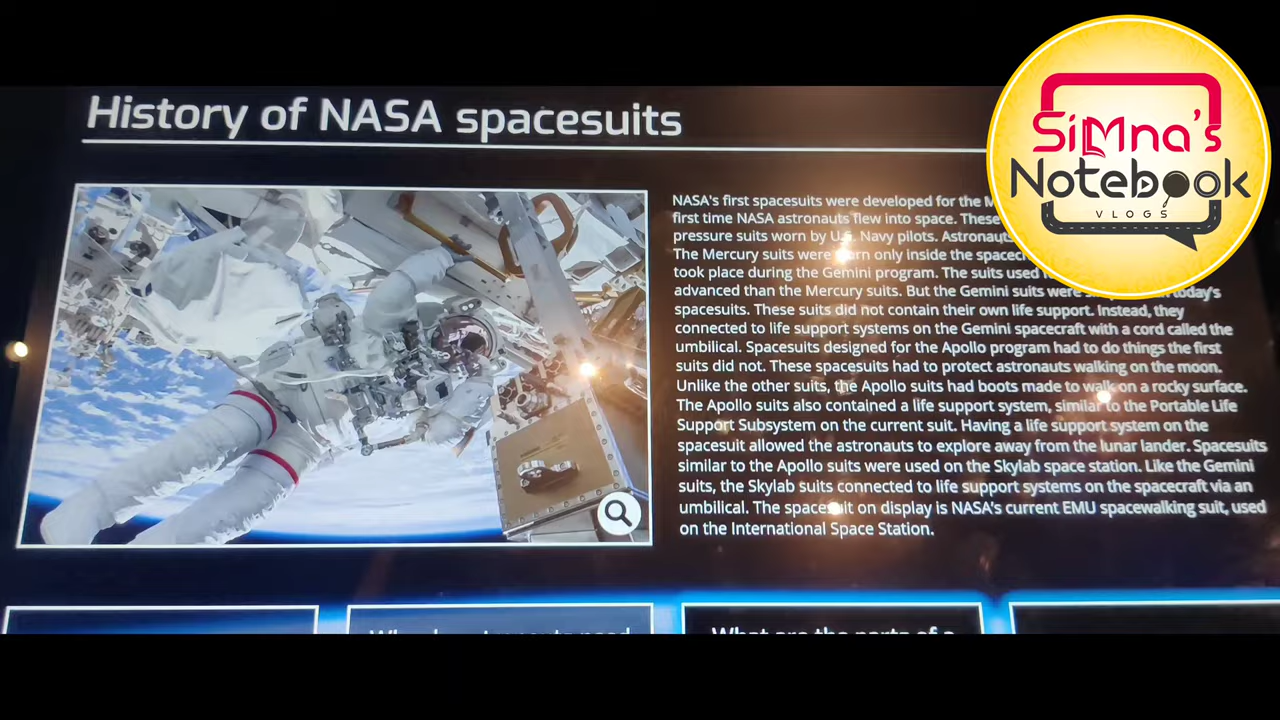 History of NASA spacesuits
SiMna's
Notebook
VLOGS
NASA's first spacesuits were developed for the
first time NASA astronauts flew into space. These
pressure suits worn by U.S. Navy pilots. Astronauts
The Mercury suits were worn only inside the
took place during the Gemini program. The suits used
advanced than the Mercury suits. But the Gemini suits were today's
spacesuits. These suits did not contain their own life support. Instead, they
connected to life support systems on the Gemini spacecraft with a cord called the
umbilical. Spacesuits designed for the Apollo program had to do things the first
suits did not. These spacesuits had to protect astronauts walking on the moon.
Unlike the other suits, the Apollo suits had boots made to walk on a rocky surface.
The Apollo suits also contained a life support system, similar to the Portable Life
Support Subsystem on the current suit. Having a life support system on the
spacesuit allowed the astronauts to explore away from the lunar lander. Spacesuits
similar to the Apollo suits were used on the Skylab space station. Like the Gemini
suits, the Skylab suits connected to life support systems on the spacecraft via an
umbilical. The spacesuit on display is NASA's current EMU spacewalking suit, used
on the International Space Station.
What are the parts of a